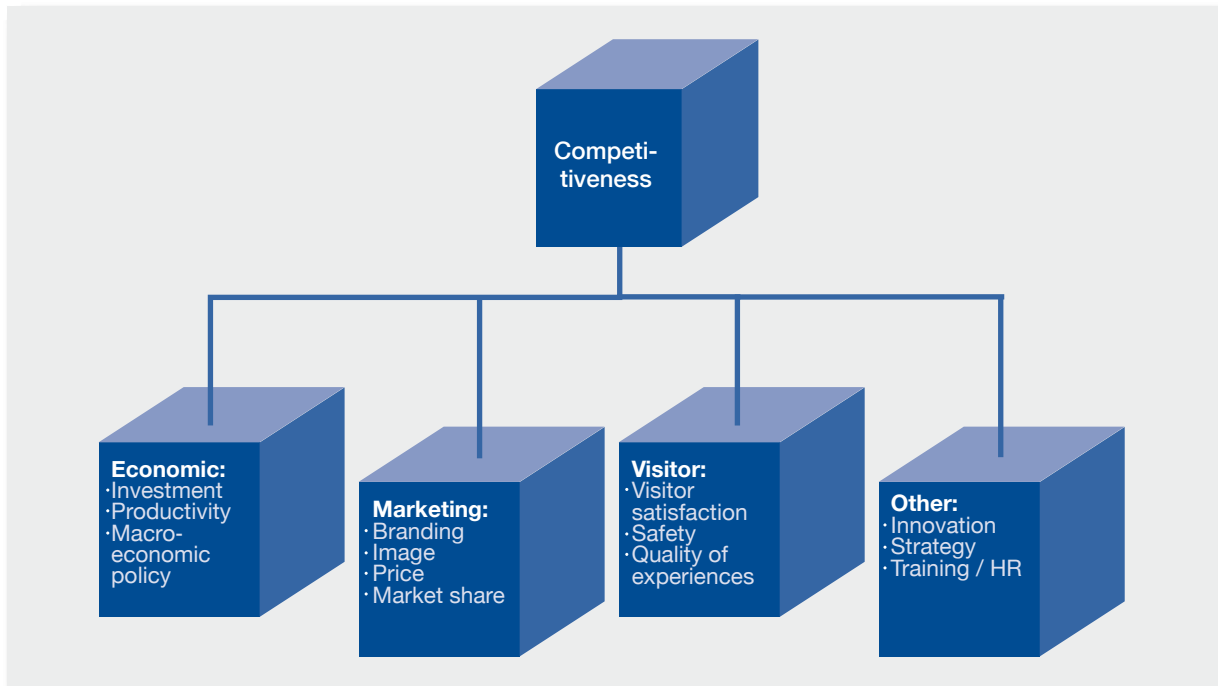 Competi-
tiveness
Economic:
·Investment
·Productivity
·Macro-
economic
policy
Marketing:
·Branding
·Image
·Price
·Market share
Visitor:
·Visitor
satisfaction
·Safety
·Quality of
experiences
Other:
·Innovation
·Strategy
·Training / HR